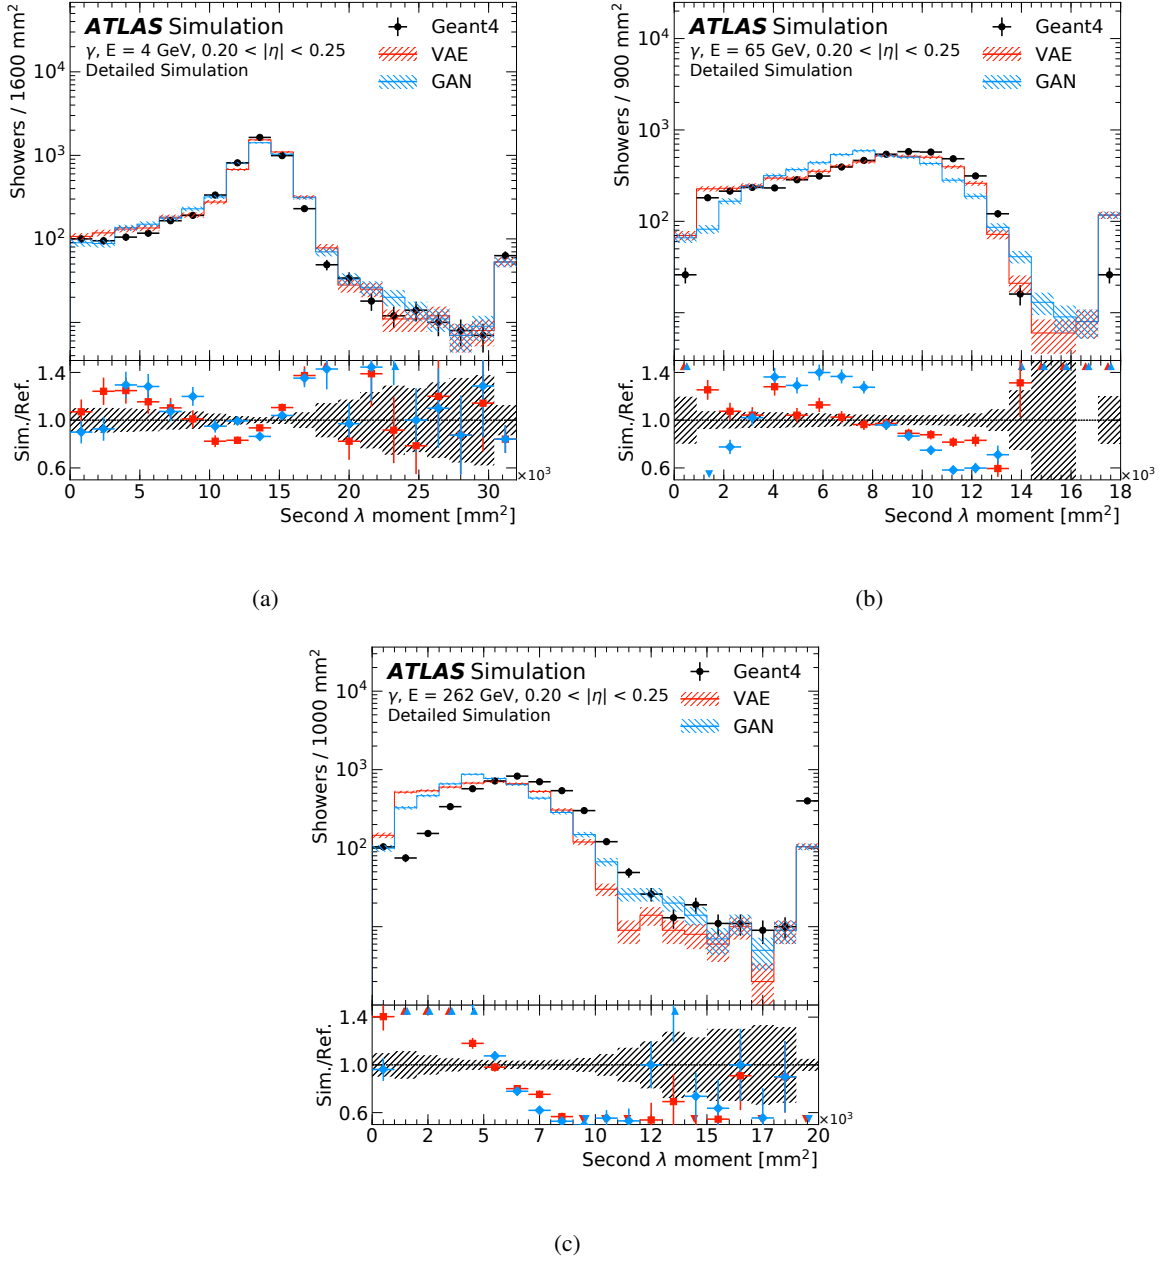 ATLAS Simulation
γ, E = 4 GeV, 0.20 < |η| < 0.25
Detailed Simulation
Geant4
VAE
GAN
Showers / 1600 mm²
10⁴
10³
10²
Sim./Ref.
1.4
1.0
0.6
0 5 10 15 20 25 30
×10³
Second λ moment [mm²]
(a)
ATLAS Simulation
γ, E = 65 GeV, 0.20 < |η| < 0.25
Detailed Simulation
Geant4
VAE
GAN
Showers / 900 mm²
10⁴
10³
10²
Sim./Ref.
1.4
1.0
0.6
0 2 4 6 8 10 12 14 16 18
×10³
Second λ moment [mm²]
(b)
ATLAS Simulation
γ, E = 262 GeV, 0.20 < |η| < 0.25
Detailed Simulation
Geant4
VAE
GAN
Showers / 1000 mm²
10⁴
10³
10²
Sim./Ref.
1.4
1.0
0.6
0 2 5 7 10 12 15 17 20
×10³
Second λ moment [mm²]
(c)